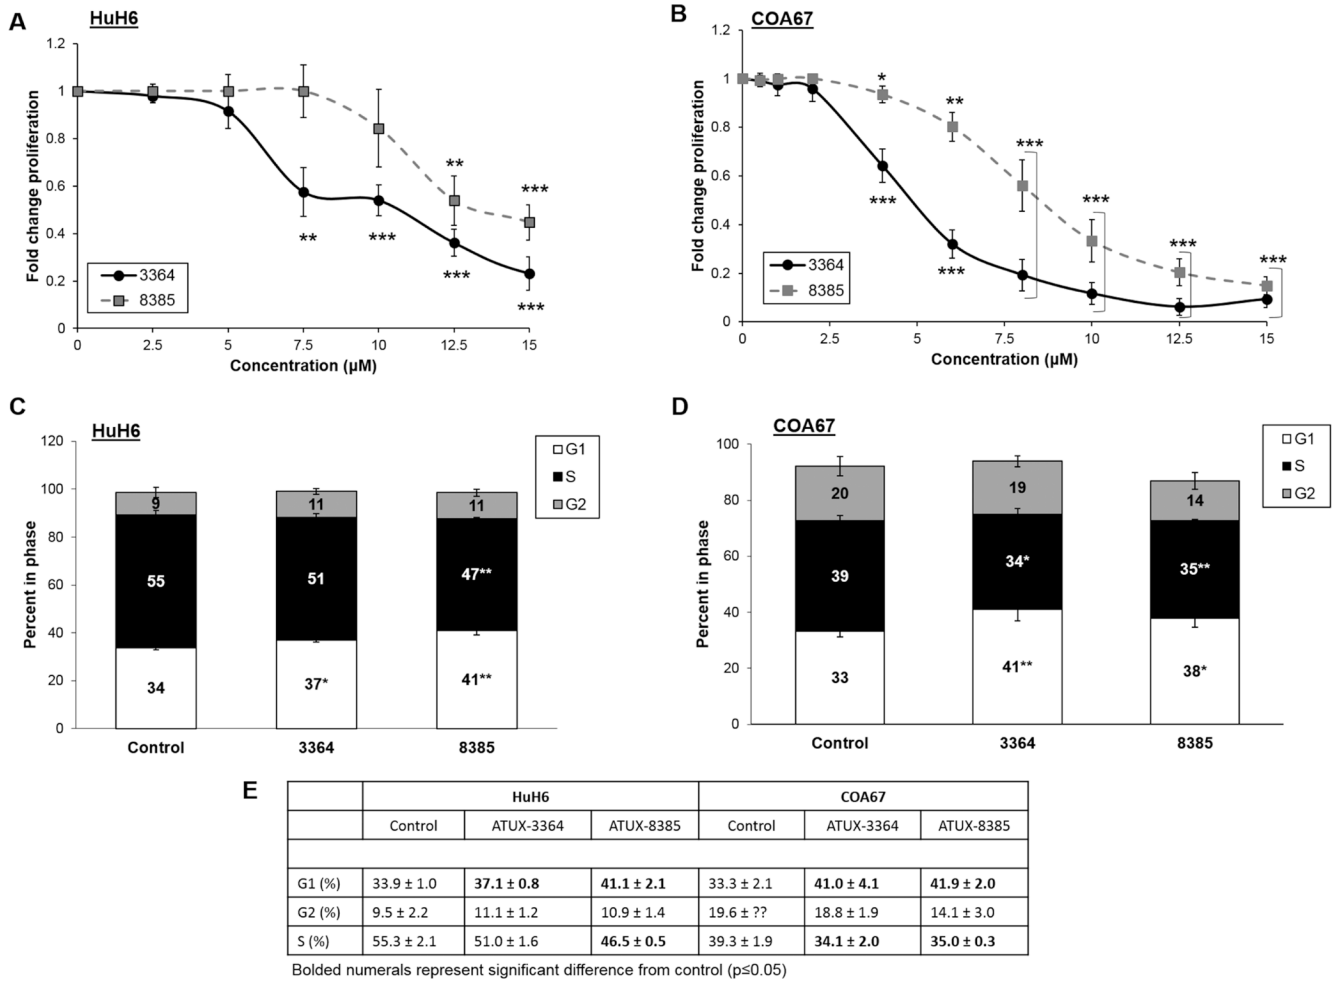 A
HuH6
Fold change proliferation
1.2
1
0.8
0.6
0.4
0.2
0
**
***
**
***
***
***
3364
8385
0 2.5 5 7.5 10 12.5 15
Concentration (µM)
B
COA67
Fold change proliferation
1.2
1
0.8
0.6
0.4
0.2
0
*
**
***
***
***
***
***
***
3364
8385
0 2.5 5 7.5 10 12.5 15
Concentration (µM)
C
HuH6
Percent in phase
120
100
80
60
40
20
0
9 11 11
55 51 47**
34 37* 41**
Control 3364 8385
G1
S
G2
D
COA67
Percent in phase
100
80
60
40
20
0
20 19 14
39 34* 35**
33 41** 38*
Control 3364 8385
G1
S
G2
E
HuH6 COA67
Control ATUX-3364 ATUX-8385 Control ATUX-3364 ATUX-8385
G1 (%) 33.9 ± 1.0 37.1 ± 0.8 41.1 ± 2.1 33.3 ± 2.1 41.0 ± 4.1 41.9 ± 2.0
G2 (%) 9.5 ± 2.2 11.1 ± 1.2 10.9 ± 1.4 19.6 ± ?? 18.8 ± 1.9 14.1 ± 3.0
S (%) 55.3 ± 2.1 51.0 ± 1.6 46.5 ± 0.5 39.3 ± 1.9 34.1 ± 2.0 35.0 ± 0.3
Bolded numerals represent significant difference from control (p≤0.05)